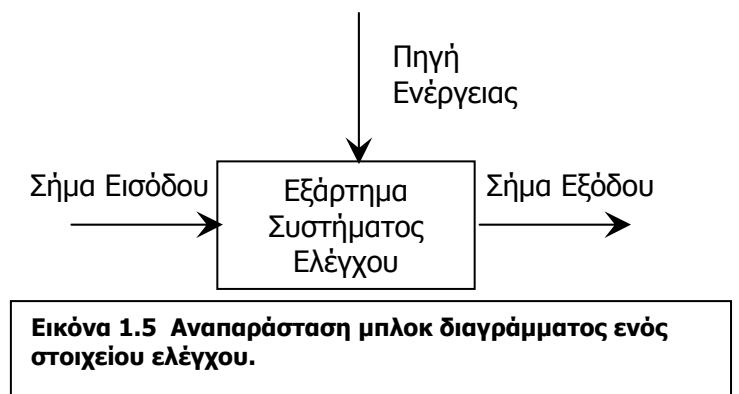 Πηγή
Ενέργειας
Σήμα Εισόδου
Εξάρτημα
Συστήματος
Ελέγχου
Σήμα Εξόδου
Εικόνα 1.5 Αναπαράσταση μπλοκ διαγράμματος ενός
στοιχείου ελέγχου.